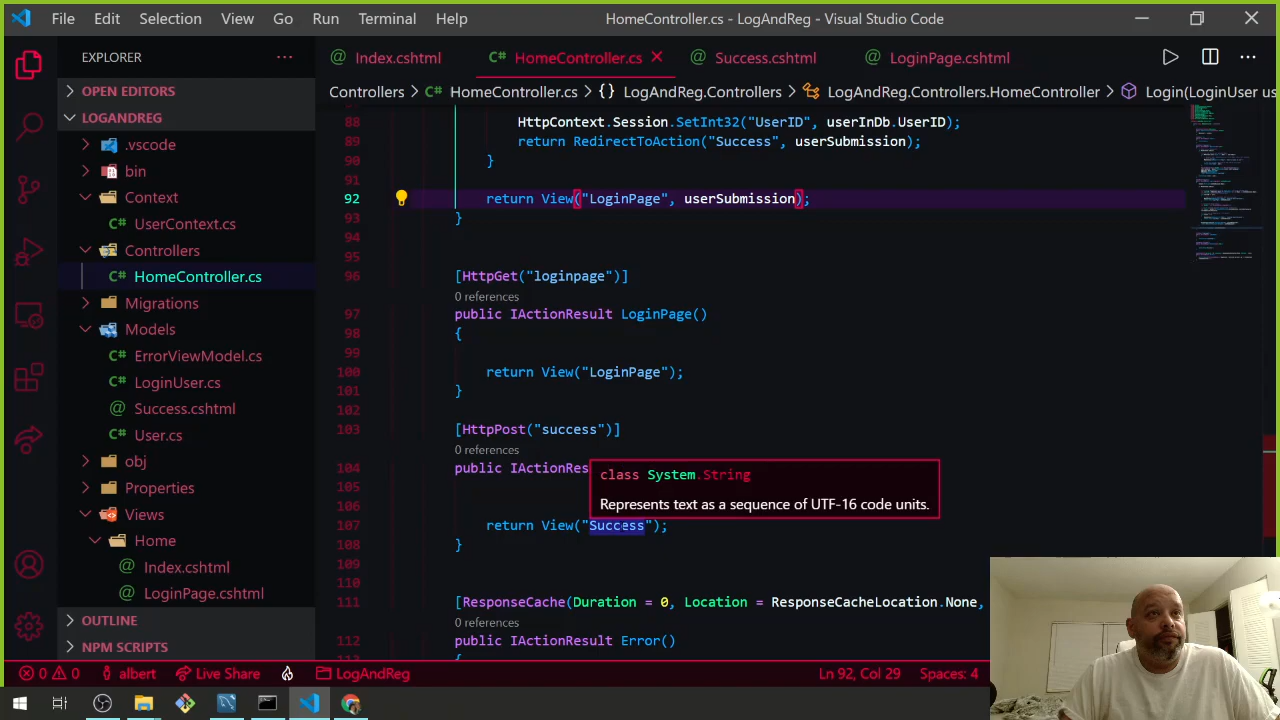 File Edit Selection View Go Run Terminal Help HomeController.cs - LogAndReg - Visual Studio Code
EXPLORER
OPEN EDITORS
LOGANDREG
.vscode
bin
Context
UserContext.cs
Controllers
HomeController.cs
Migrations
Models
ErrorViewModel.cs
LoginUser.cs
Success.cshtml
User.cs
obj
Properties
Views
Home
Index.cshtml
LoginPage.cshtml
OUTLINE
NPM SCRIPTS
Index.cshtml HomeController.cs Success.cshtml LoginPage.cshtml
Controllers > HomeController.cs > {} LogAndReg.Controllers > LogAndReg.Controllers.HomeController > Login(LoginUser us
88 HttpContext.Session.SetInt32("UserID", userInDb.UserID);
89 return RedirectToAction("Success", userSubmission);
90 }
91
92 return View("LoginPage", userSubmission);
93 }
94
95
96 [HttpGet("loginpage")]
0 references
97 public IActionResult LoginPage()
98 {
99
100 return View("LoginPage");
101 }
102
103 [HttpPost("success")]
0 references
104 public IActionRes
class System.String
105
Represents text as a sequence of UTF-16 code units.
106
107 return View("Success");
108 }
109
110
111 [ResponseCache(Duration = 0, Location = ResponseCacheLocation.None,
0 references
112 public IActionResult Error()
{
0 0 albert Live Share LogAndReg Ln 92, Col 29 Spaces: 4